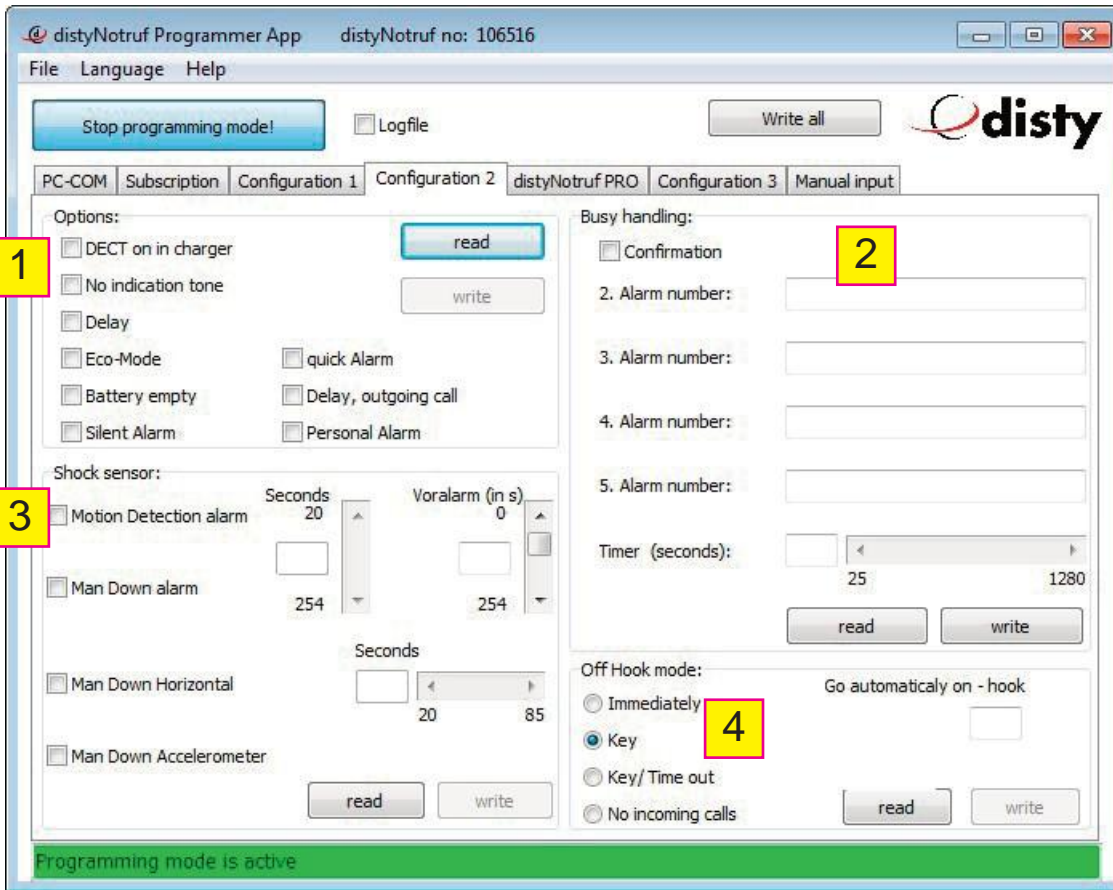 distyNotruf Programmer App distyNotruf no: 106516
File Language Help
Stop programming mode! Logfile Write all disty
PC-COM Subscription Configuration 1 Configuration 2 distyNotruf PRO Configuration 3 Manual input
Options:
1
DECT on in charger
read
No indication tone
write
Delay
Eco-Mode quick Alarm
Battery empty Delay, outgoing call
Silent Alarm Personal Alarm
Busy handling:
2
Confirmation
2. Alarm number:
3. Alarm number:
4. Alarm number:
5. Alarm number:
Timer (seconds):
25 1280
read write
Shock sensor:
3
Seconds Voralarm (in s)
Motion Detection alarm 20 0
Man Down alarm
254 254
Seconds
Man Down Horizontal
20 85
Man Down Accelerometer
read write
Off Hook mode:
4
Go automaticaly on - hook
Immediately
Key
Key/ Time out
No incoming calls
read write
Programming mode is active